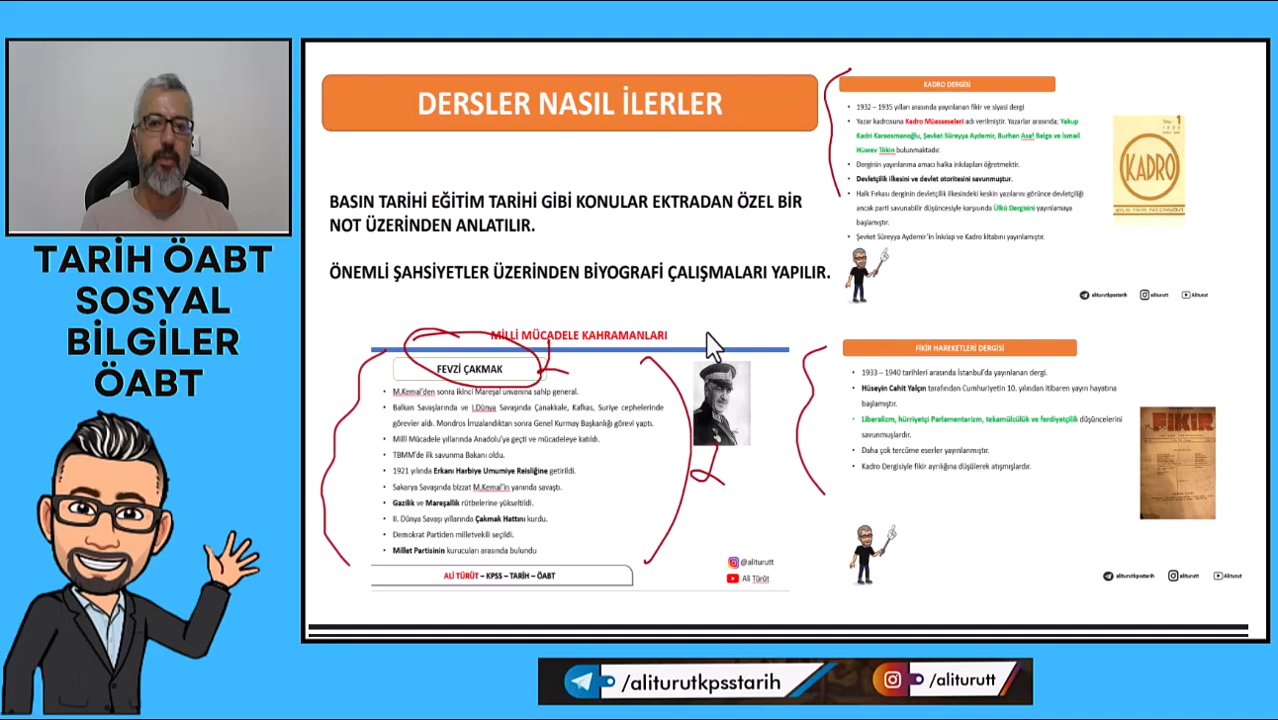 TARİH ÖABT
SOSYAL
BİLGİLER
ÖABT
DERSLER NASIL İLERLER
BASIN TARİHİ EĞİTİM TARİHİ GİBİ KONULAR EKTRADAN ÖZEL BİR
NOT ÜZERİNDEN ANLATILIR.
ÖNEMLİ ŞAHSİYETLER ÜZERİNDEN BİYOGRAFİ ÇALIŞMALARI YAPILIR.
MİLLİ MÜCADELE KAHRAMANLARI
FEVZİ ÇAKMAK
• M.Kemal'den sonra ikinci Mareşal unvanına sahip general.
• Balkan Savaşlarında ve I.Dünya Savaşında Çanakkale, Kafkas, Suriye cephelerinde
görevler aldı. Mondros İmzalandıktan sonra Genel Kurmay Başkanlığı görevi yaptı.
• Millî Mücadele yıllarında Anadolu'ya geçti ve mücadeleye katıldı.
• TBMM'de ilk savunma Bakanı oldu.
• 1921 yılında Erkanı Harbiye Umumiye Reisliğine getirildi.
• Sakarya Savaşında bizzat M.Kemal'in yanında savaştı.
• Gazilik ve Mareşallik rütbelerine yükseltildi.
• II. Dünya Savaşı yıllarında Çakmak Hattını kurdu.
• Demokrat Partiden milletvekili seçildi.
• Millet Partisinin kurucuları arasında bulundu
ALİ TÜRÜT – KPSS – TARİH – ÖABT
@aliturutt
Ali Türüt
KADRO DERGİSİ
• 1932 – 1935 yılları arasında yayınlanan fikir ve siyasi dergi
• Yazar kadrosuna Kadro Müesseseleri adı verilmiştir. Yazarlar arasında; Yakup
Kadri Karaosmanoğlu, Şevket Süreyya Aydemir, Burhan Asaf Belge ve İsmail
Hüsrev Tökin bulunmaktadır.
• Derginin yayınlanma amacı halka inkılapları öğretmektir.
• Devletçilik ilkesini ve devlet otoritesini savunmuştur.
• Halk Fırkası derginin devletçilik ilkesindeki keskin yazılarını görünce devletçiliği
ancak parti savunabilir düşüncesiyle karşısında Ülkü Dergisini yayınlamaya
başlamıştır.
• Şevket Süreyya Aydemir'in İnkılap ve Kadro kitabını yayınlamıştır.
KADRO
aliturutkpsstarih aliturutt Aliturut
FİKİR HAREKETLERİ DERGİSİ
• 1933 – 1940 tarihleri arasında İstanbul'da yayınlanan dergi.
• Hüseyin Cahit Yalçın tarafından Cumhuriyetin 10. yılından itibaren yayın hayatına
başlamıştır.
• Liberalizm, hürriyetçi Parlamentarizm, tekamülcülük ve ferdiyetçilik düşüncelerini
savunmuşlardır.
• Daha çok tercüme eserler yayınlanmıştır.
• Kadro Dergisiyle fikir ayrılığına düşülerek atışmışlardır.
FIKIR
aliturutkpsstarih aliturutt Aliturut
/aliturutkpsstarih
/aliturutt